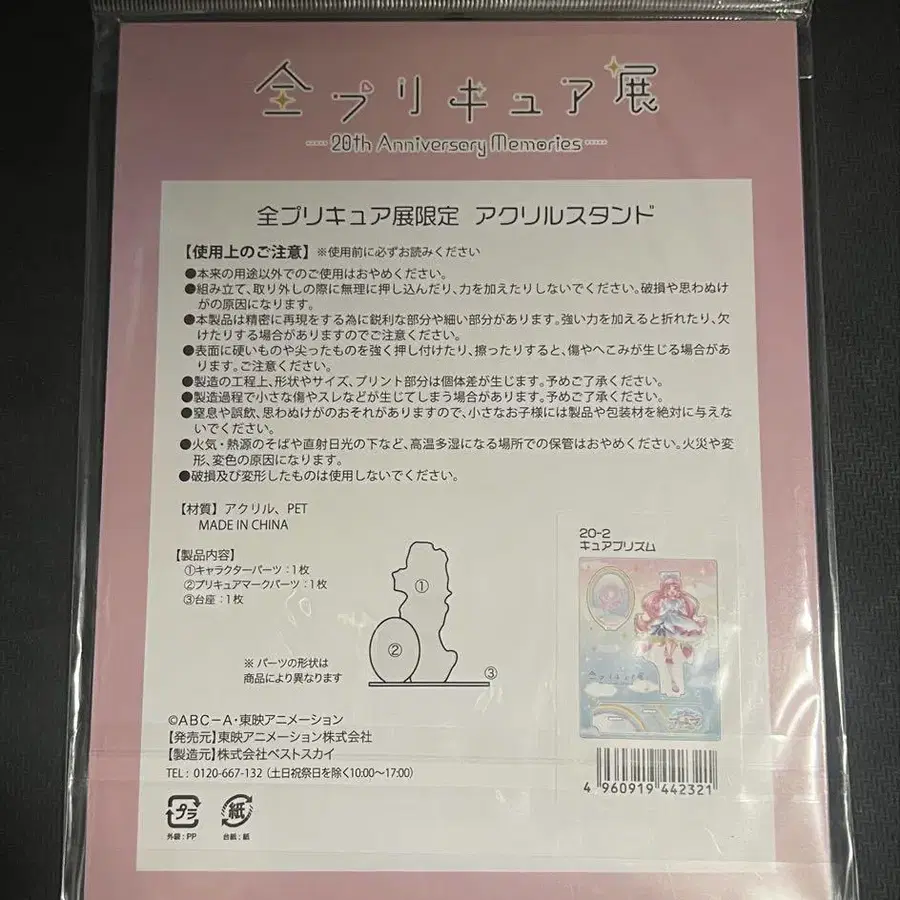 全プリキュア展
20th Anniversary Memories
全プリキュア展限定 アクリルスタンド
【使用上のご注意】※使用前に必ずお読みください
●本来の用途以外でのご使用はおやめください。
●組み立て、取り外しの際に無理に押し込んだり、力を加えたりしないでください。破損や思わぬけ
がの原因になります。
●本製品は精密に再現をする為に鋭利な部分や細い部分があります。強い力を加えると折れたり、欠
けたりする場合がありますのでご注意ください。
●表面に硬いものや尖ったものを強く押し付けたり、擦ったりすると、傷やへこみが生じる場合があ
ります。ご注意ください。
●製造の工程上、形状やサイズ、プリント部分は個体差が生じます。予めご了承ください。
●製造過程で小さな傷やスレなどが生じてしまう場合があります。予めご了承ください。
●窒息や誤飲、思わぬけがのおそれがありますので、小さなお子様には製品や包装材を絶対に与えな
いでください。
●火気・熱源のそばや直射日光の下など、高温多湿になる場所での保管はおやめください。火災や変
形、変色の原因になります。
●破損及び変形したものは使用しないでください。
【材質】アクリル、PET
MADE IN CHINA
【製品内容】
①キャラクターパーツ：1枚
②プリキュアマークパーツ：1枚
③台座：1枚
①
②
③
※ パーツの形状は
商品により異なります
20-2
キュアプリズム
全プリキュア展
©ABC-A・東映アニメーション
【発売元】東映アニメーション株式会社
【製造元】株式会社ベストスカイ
TEL：0120-667-132（土日祝祭日を除く10:00～17:00）
4 960919 442321
プラ
外袋：PP
紙
台紙：紙